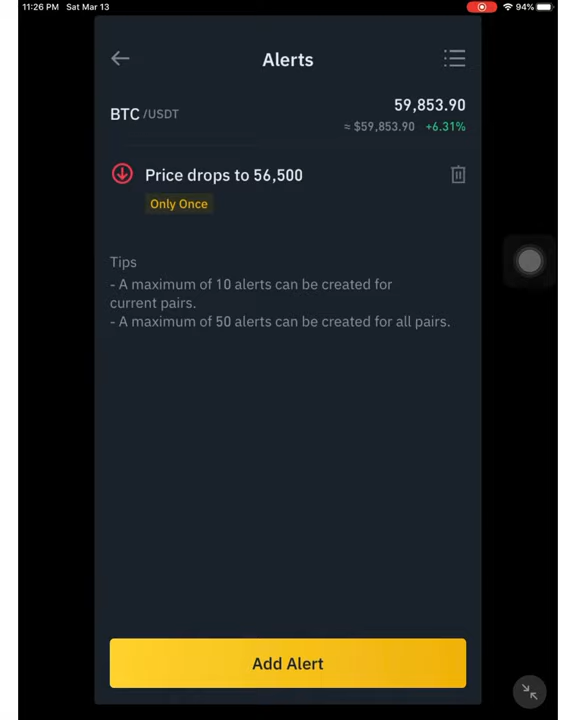 11:26 PM Sat Mar 13
94%
Alerts
BTC /USDT
59,853.90
≈ $59,853.90 +6.31%
Price drops to 56,500
Only Once
Tips
- A maximum of 10 alerts can be created for
current pairs.
- A maximum of 50 alerts can be created for all pairs.
Add Alert